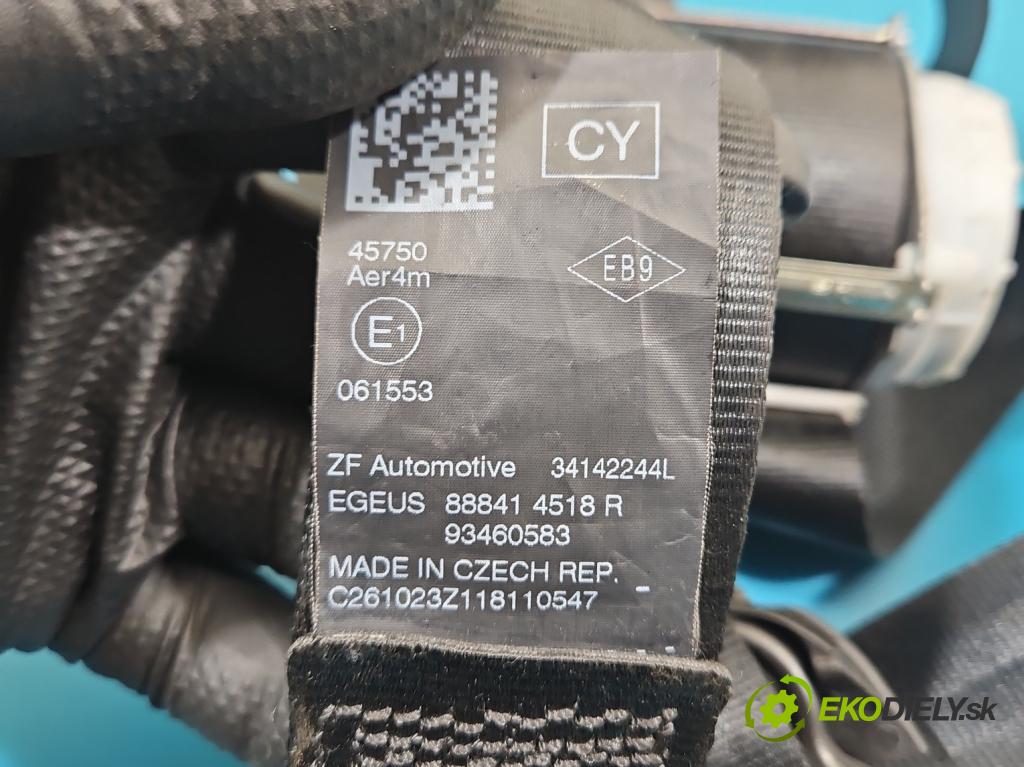 CY
45750
Aer4m
EB9
E1
061553
ZF Automotive 34142244L
EGEUS 88841 4518 R
93460583
MADE IN CZECH REP.
C261023Z118110547
EKODIELY.sk